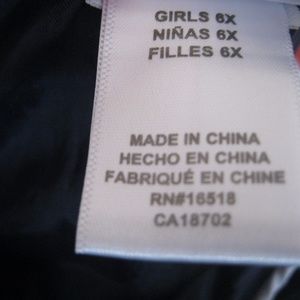 GIRLS 6X
NIÑAS 6X
FILLES 6X
MADE IN CHINA
HECHO EN CHINA
FABRIQUÉ EN CHINE
RN#16518
CA18702